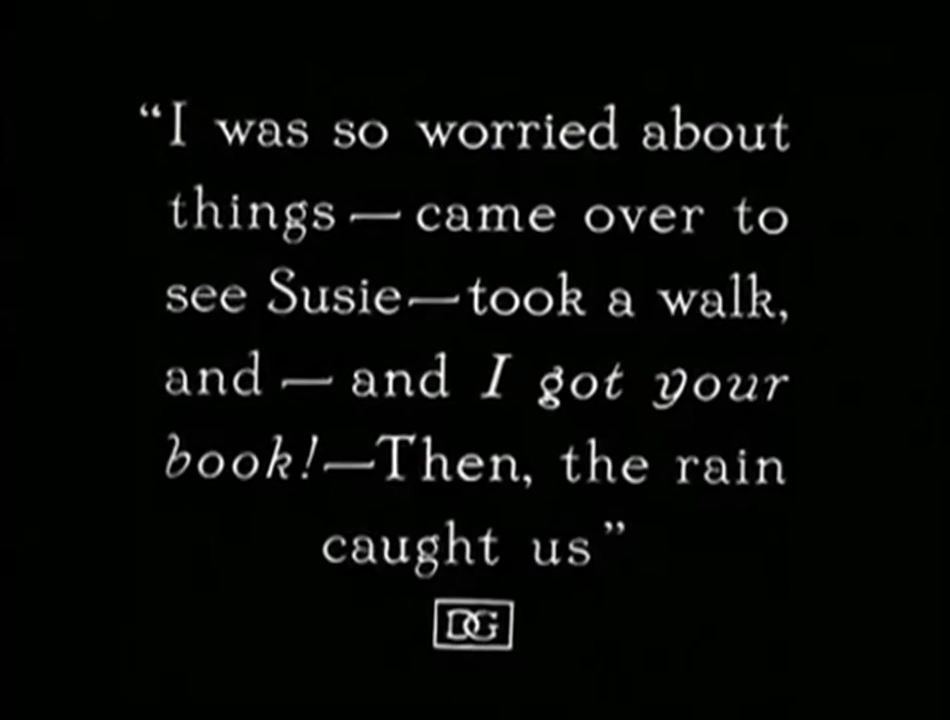 “I was so worried about
things — came over to
see Susie—took a walk,
and — and I got your
book!—Then, the rain
caught us”
DG